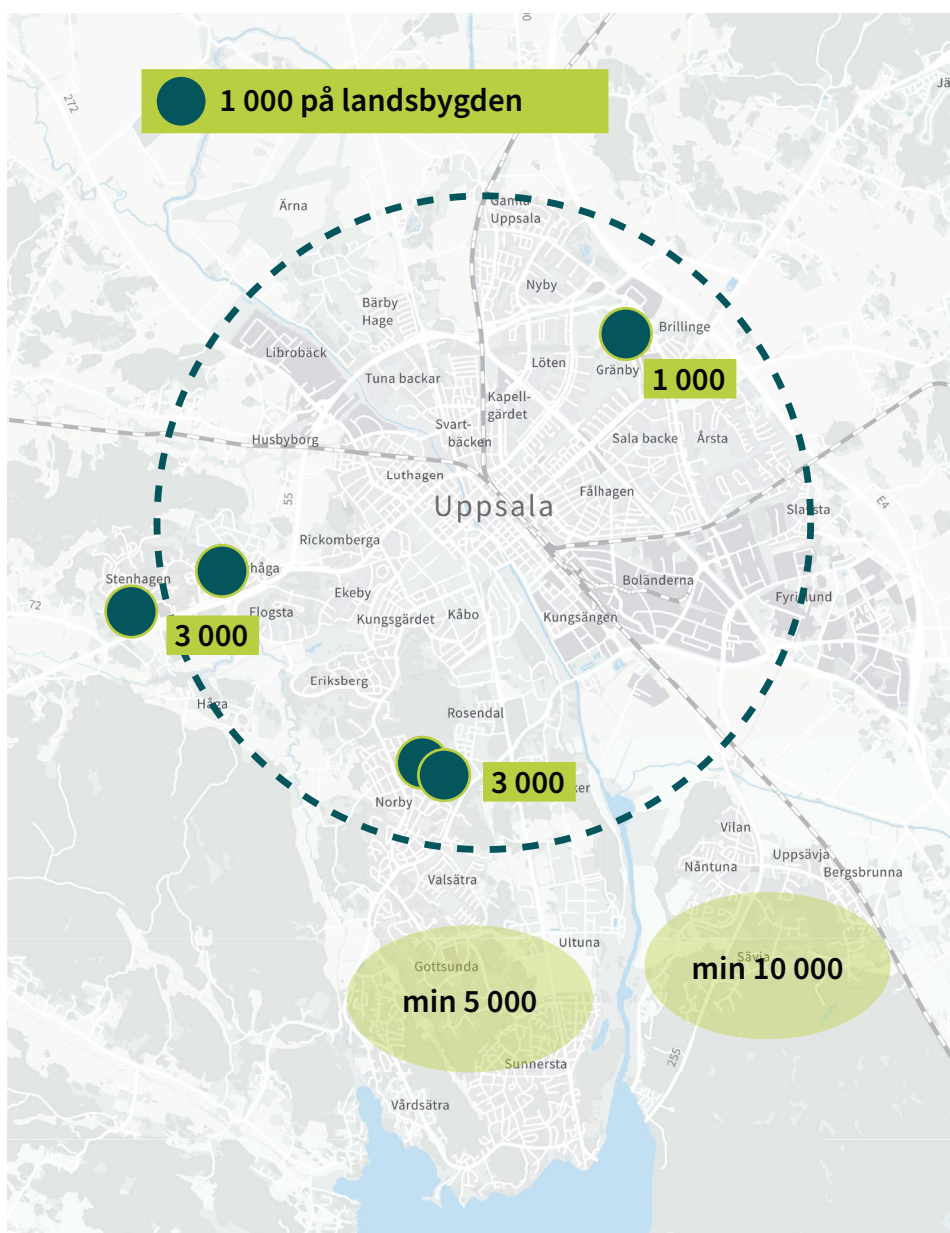 00
Jä
272
1 000 på landsbygden
Ärna
Gamla
Uppsala
Nyby
Bärby
Hage
Brillinge
Librobäck
Löten
Gränby
1 000
Tuna backar
Kapell-
gärdet
Svart-
bäcken
Husbyborg
Sala backe
Årsta
Luthagen
Fålhagen
55
Uppsala
E4
Rickomberga
håga
Stenhagen
Boländerna
Ekeby
72
Flogsta
Kungsgärdet
Kåbo
Kungsängen
3 000
Eriksberg
Håga
Rosendal
3 000
Norby
Vilan
Uppsävja
Nåntuna
Bergsbrunna
Valsätra
Ultuna
Gottsunda
Sävja
min 10 000
min 5 000
Sunnersta
255
Vårdsätra